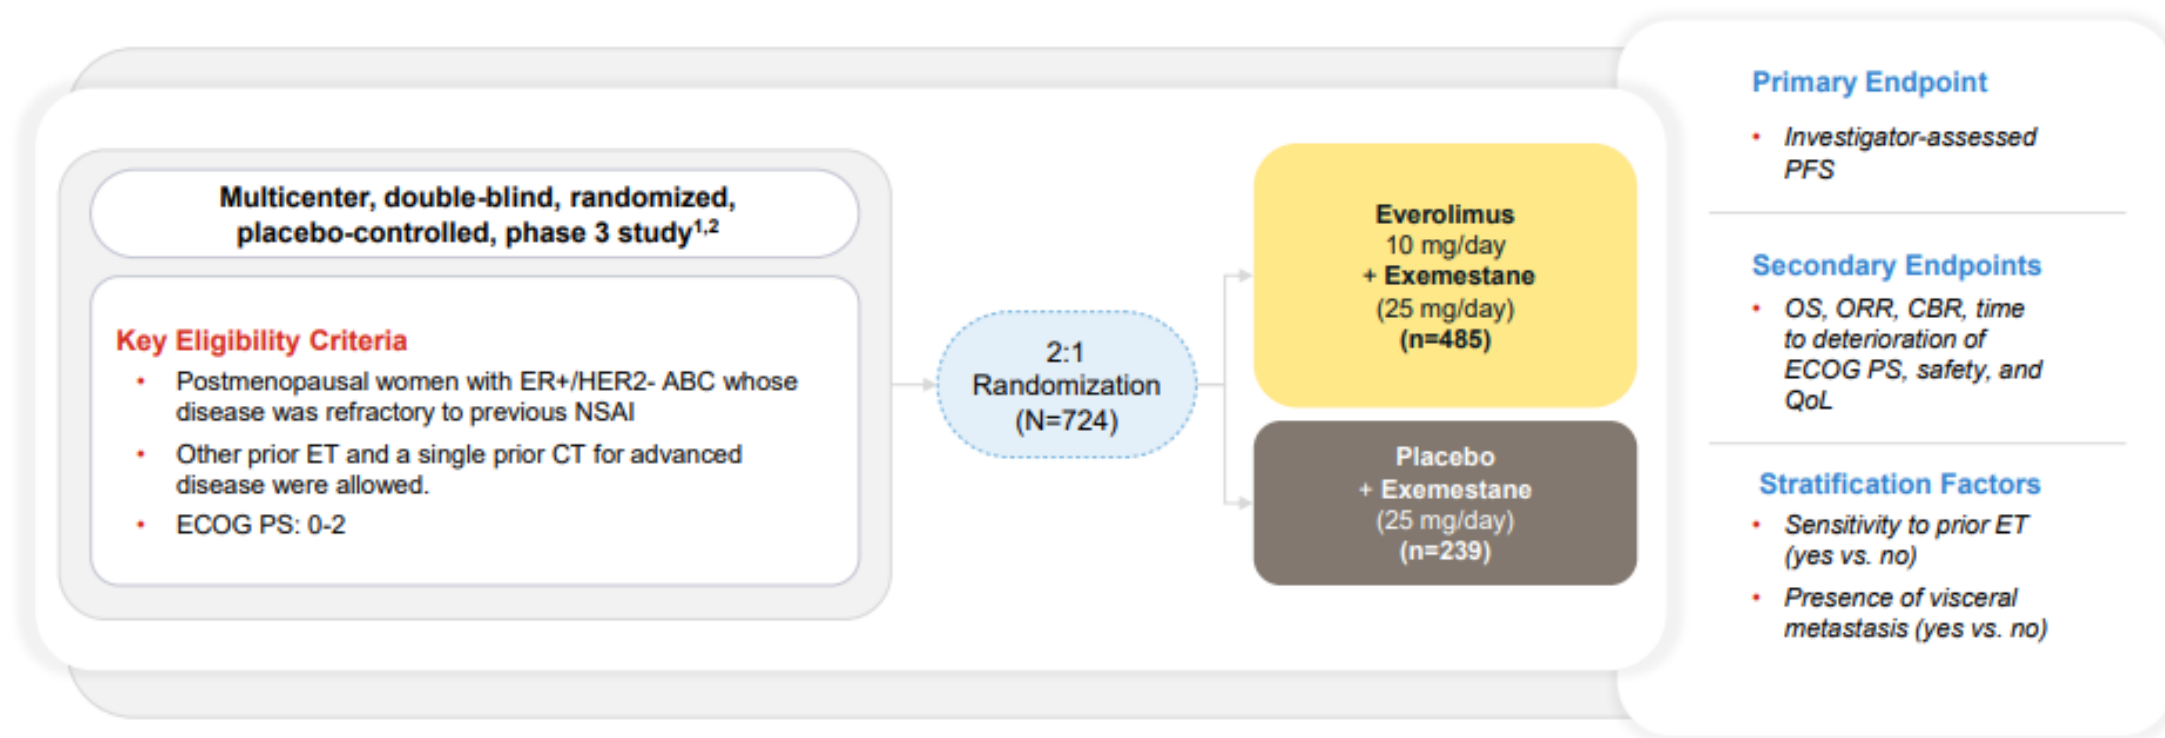 Multicenter, double-blind, randomized,
placebo-controlled, phase 3 study1,2
Key Eligibility Criteria
• Postmenopausal women with ER+/HER2- ABC whose
disease was refractory to previous NSAI
• Other prior ET and a single prior CT for advanced
disease were allowed.
• ECOG PS: 0-2
2:1
Randomization
(N=724)
Everolimus
10 mg/day
+ Exemestane
(25 mg/day)
(n=485)
Placebo
+ Exemestane
(25 mg/day)
(n=239)
Primary Endpoint
• Investigator-assessed
PFS
Secondary Endpoints
• OS, ORR, CBR, time
to deterioration of
ECOG PS, safety, and
QoL
Stratification Factors
• Sensitivity to prior ET
(yes vs. no)
• Presence of visceral
metastasis (yes vs. no)